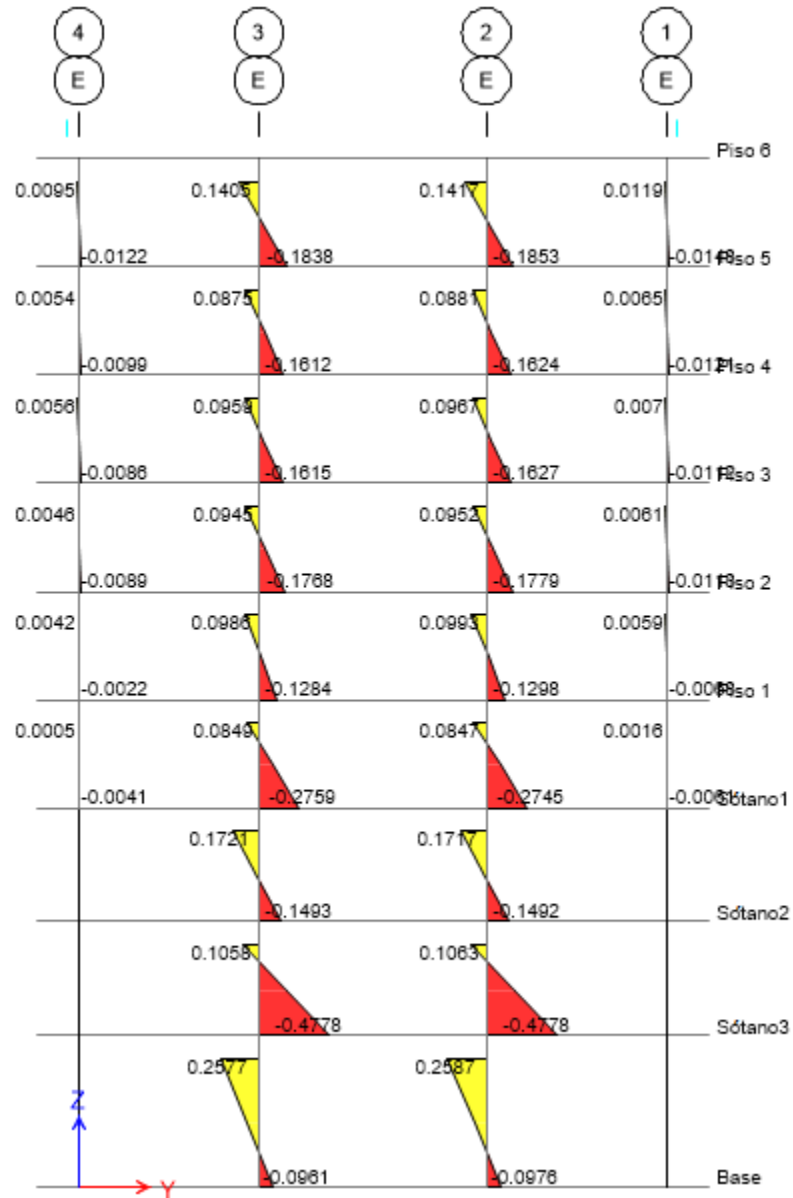 4 3 2 1
E E E E
Piso 6
0.0095 0.1405 0.1417 0.0119
-0.0122 -0.1838 -0.1853 Piso 5
0.0054 0.0875 0.0881 0.0065
-0.0099 -0.1612 -0.1624 Piso 4
0.0056 0.0959 0.0967 0.007
-0.0086 -0.1615 -0.1627 Piso 3
0.0046 0.0945 0.0952 0.0061
-0.0089 -0.1768 -0.1779 Piso 2
0.0042 0.0986 0.0993 0.0059
-0.0022 -0.1284 -0.1298 Piso 1
0.0005 0.0849 0.0847 0.0016
-0.0041 -0.2759 -0.2745 Sótano1
0.1721 0.1717
-0.1493 -0.1492 Sótano2
0.1058 0.1063
-0.4778 -0.4778 Sótano3
0.2577 0.2587
Z
-0.0961 -0.0976 Base
Y